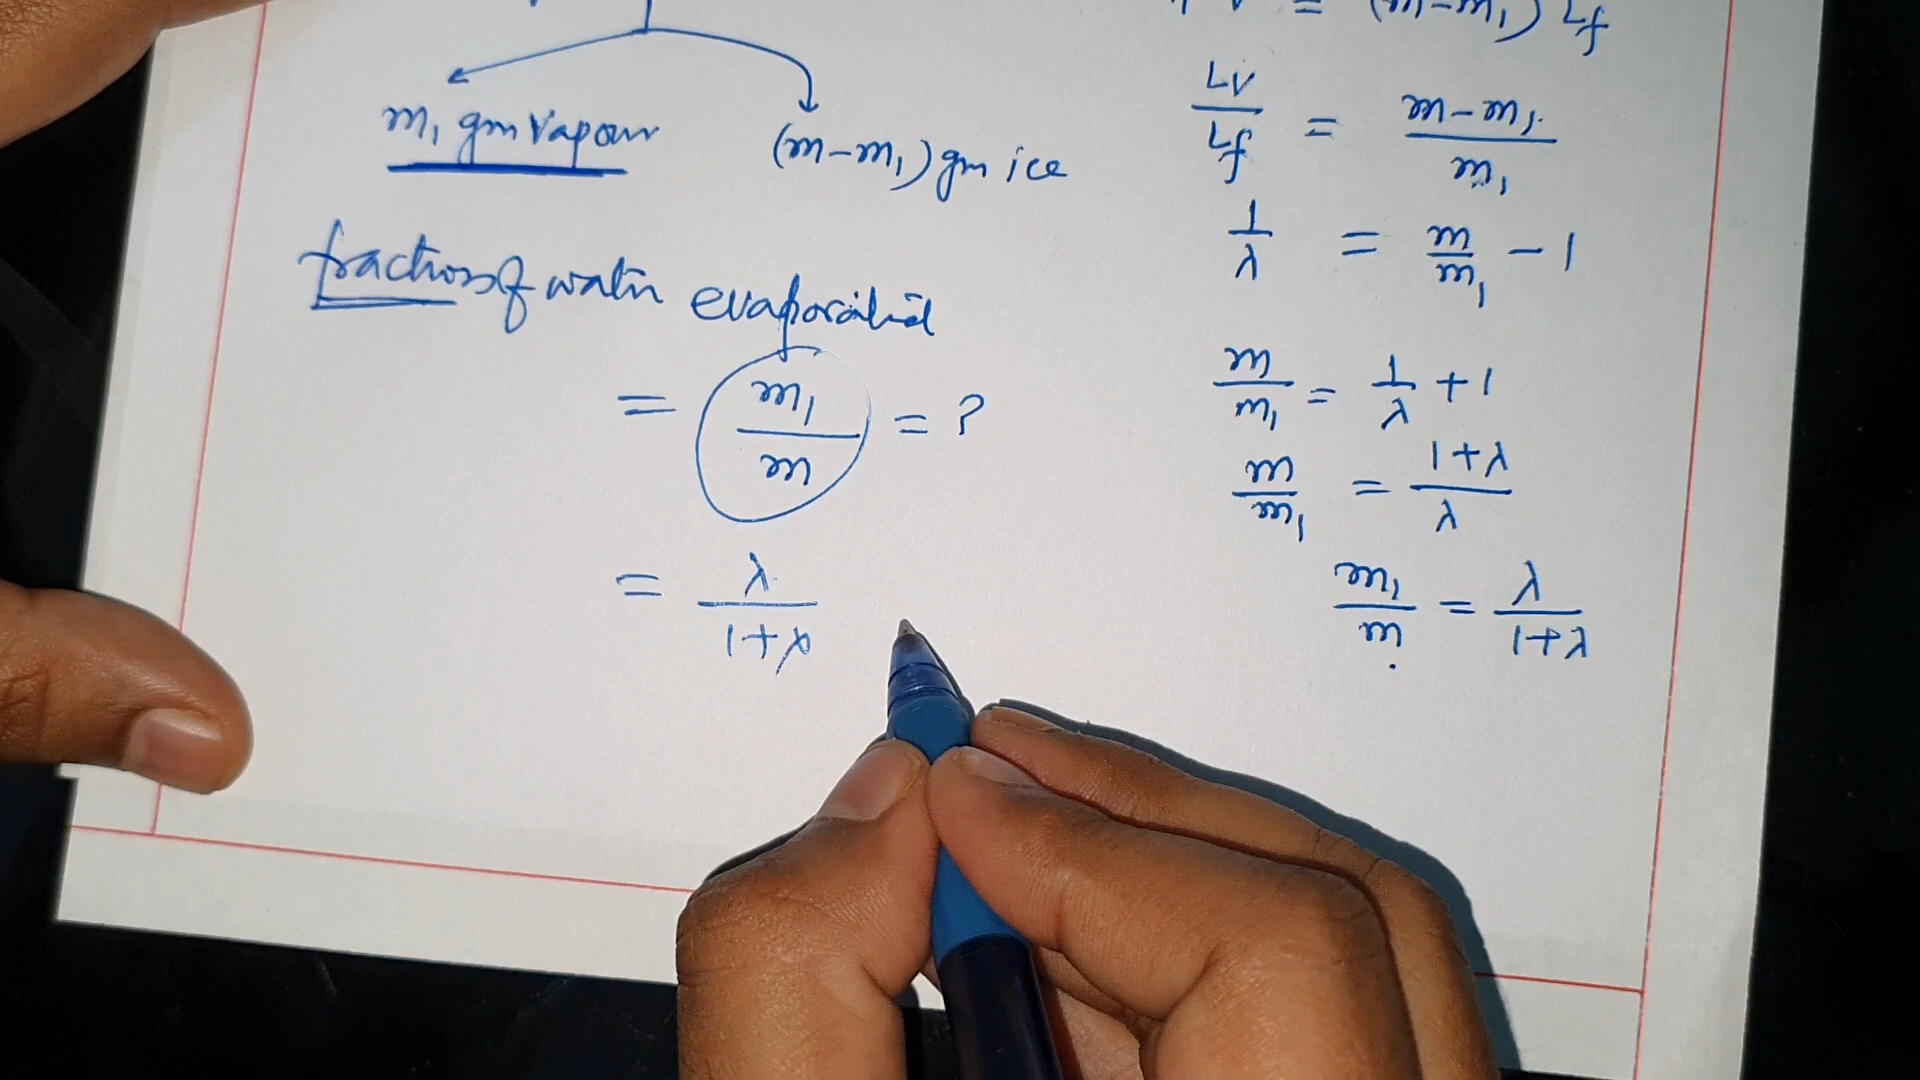 m₁ gm vapour
(m-m₁) gm ice
fraction of water evaporated
= m₁/m = ?
= λ/(1+λ)
Lv/Lf = (m-m₁)/m₁
1/λ = m/m₁ - 1
m/m₁ = 1/λ + 1
m/m₁ = (1+λ)/λ
m₁/m = λ/(1+λ)